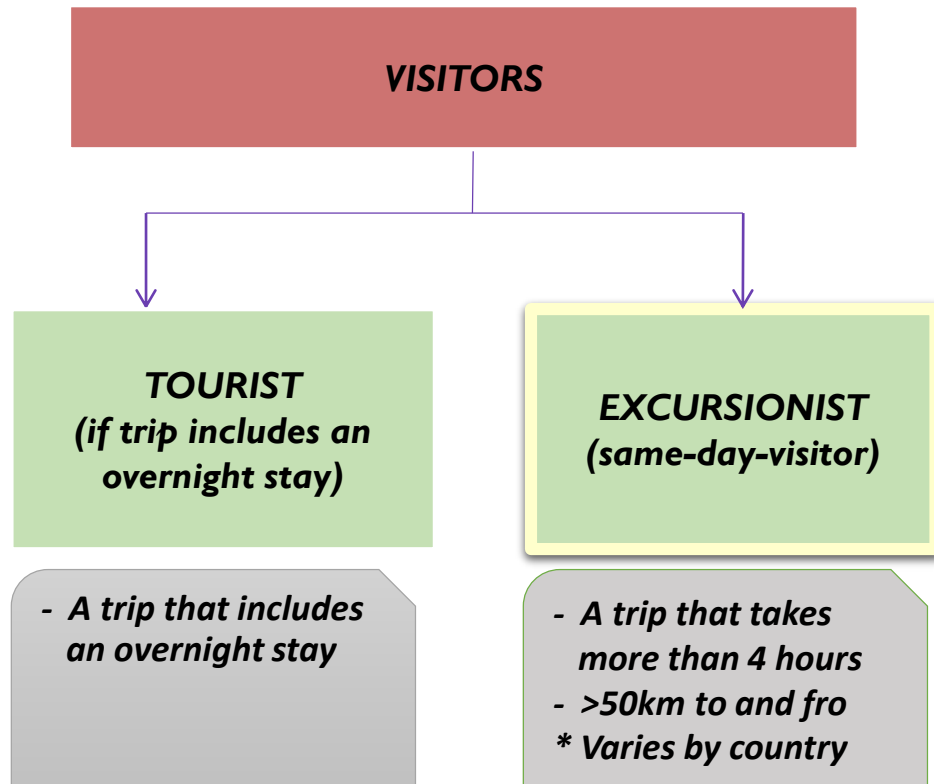 VISITORS
TOURIST
(if trip includes an
overnight stay)
EXCURSIONIST
(same-day-visitor)
- A trip that includes
an overnight stay
- A trip that takes
more than 4 hours
- >50km to and fro
* Varies by country